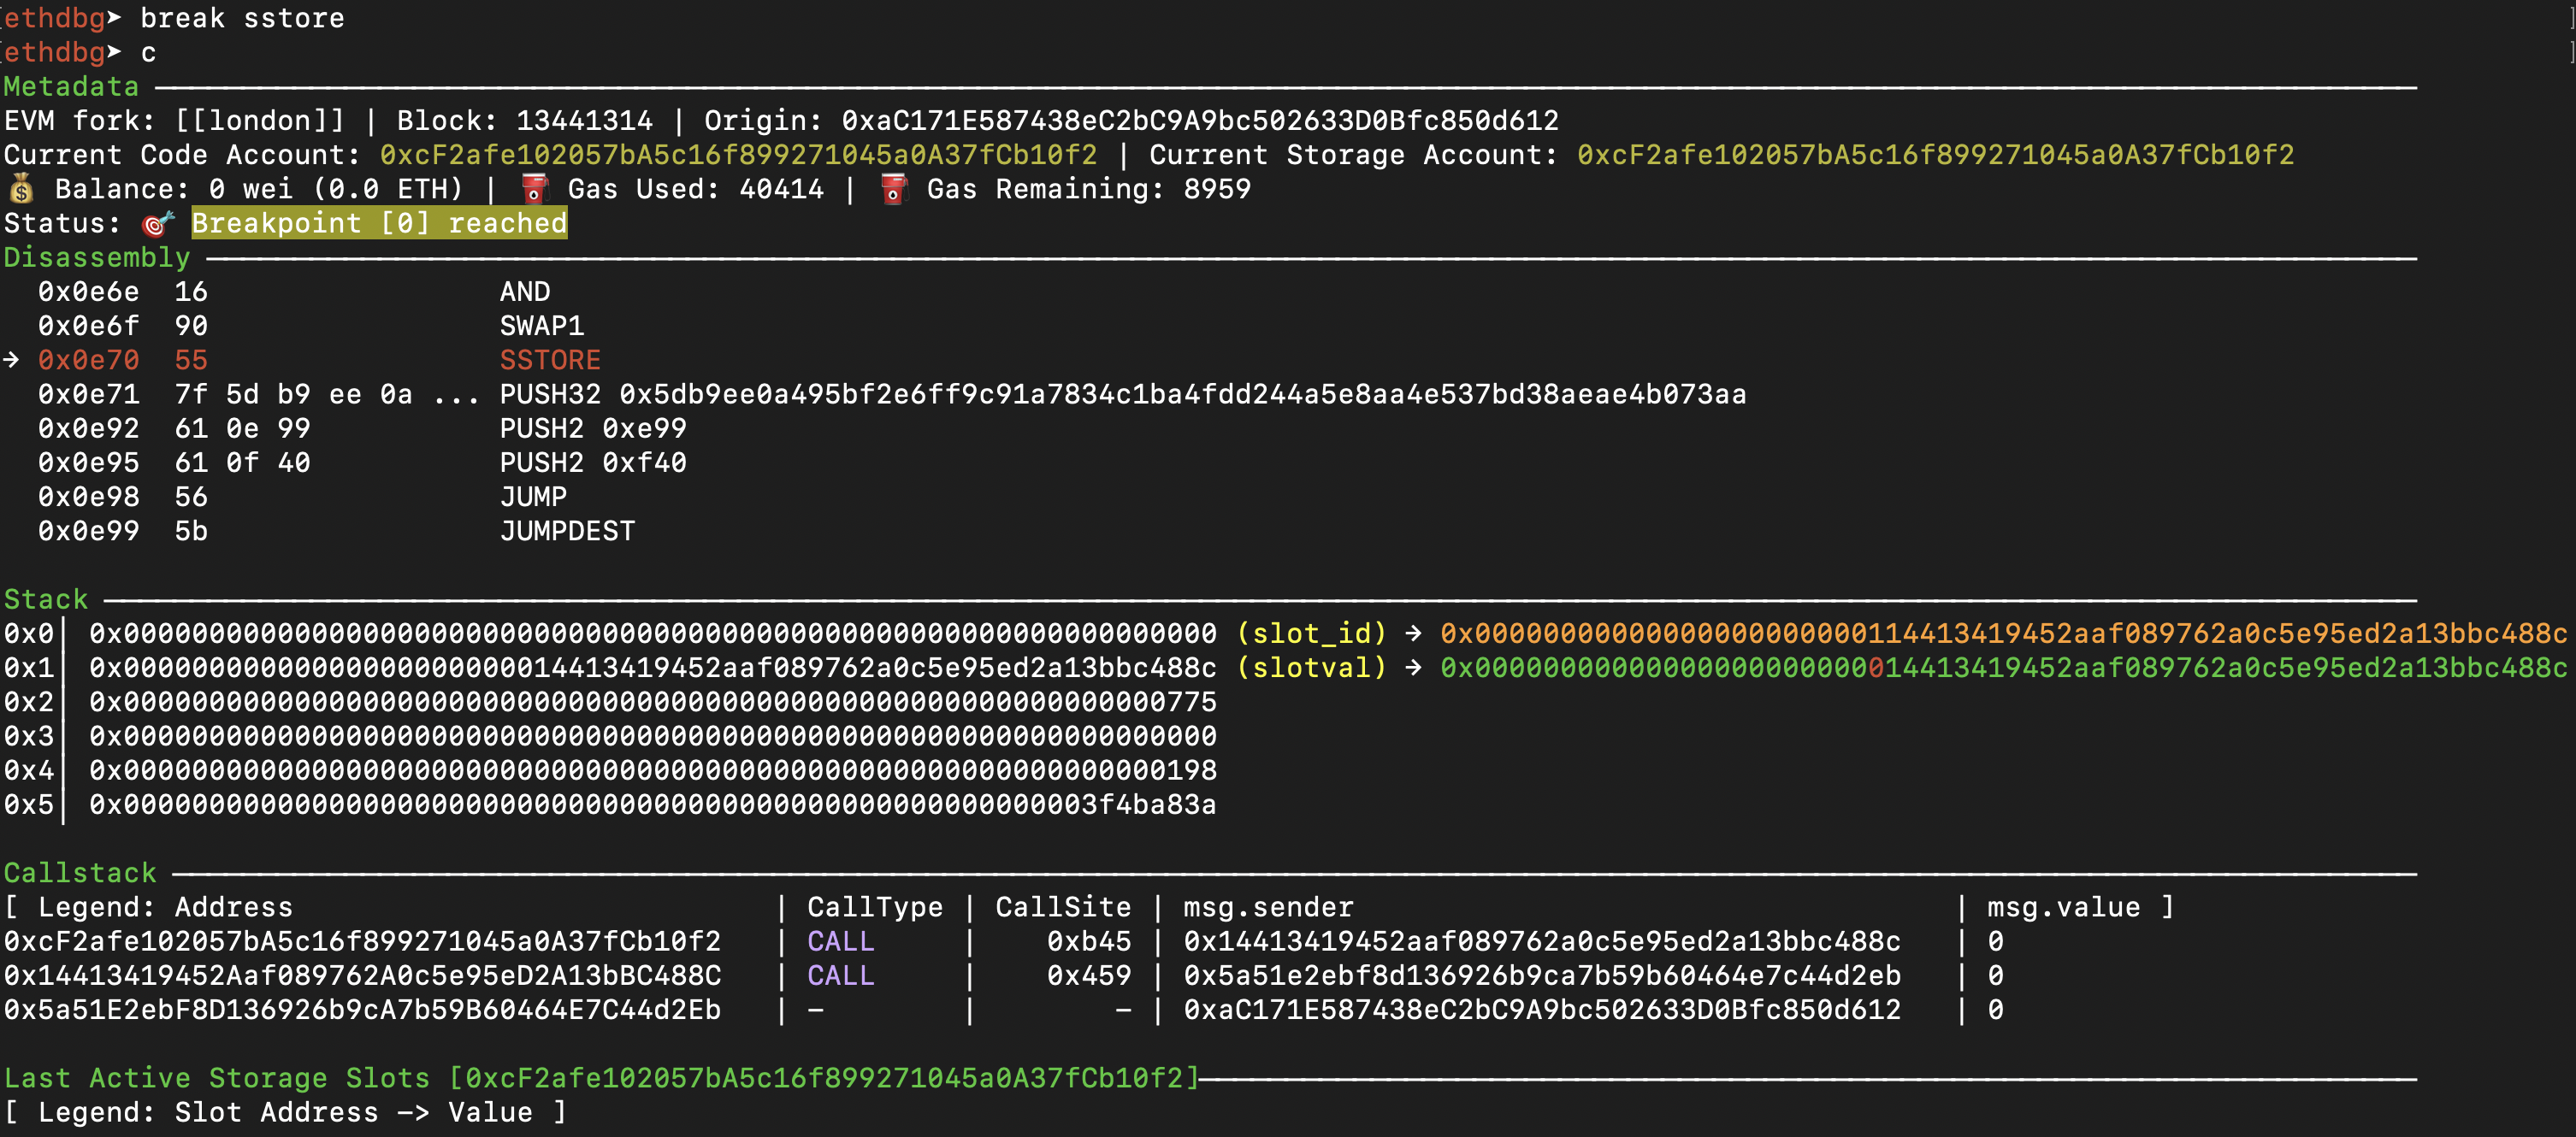 [ethdbg➤ break sstore ]
[ethdbg➤ c ]
Metadata
EVM fork: [[london]] | Block: 13441314 | Origin: 0xaC171E587438eC2bC9A9bc502633D0Bfc850d612
Current Code Account: 0xcF2afe102057bA5c16f899271045a0A37fCb10f2 | Current Storage Account: 0xcF2afe102057bA5c16f899271045a0A37fCb10f2
💰 Balance: 0 wei (0.0 ETH) | ⛽ Gas Used: 40414 | ⛽ Gas Remaining: 8959
Status: 🎯 Breakpoint [0] reached
Disassembly
0x0e6e 16 AND
0x0e6f 90 SWAP1
→ 0x0e70 55 SSTORE
0x0e71 7f 5d b9 ee 0a ... PUSH32 0x5db9ee0a495bf2e6ff9c91a7834c1ba4fdd244a5e8aa4e537bd38aeae4b073aa
0x0e92 61 0e 99 PUSH2 0xe99
0x0e95 61 0f 40 PUSH2 0xf40
0x0e98 56 JUMP
0x0e99 5b JUMPDEST
Stack
0x0│ 0x0000000000000000000000000000000000000000000000000000000000000000 (slot_id) → 0x00000000000000000000000114413419452aaf089762a0c5e95ed2a13bbc488c
0x1│ 0x00000000000000000000000014413419452aaf089762a0c5e95ed2a13bbc488c (slotval) → 0x00000000000000000000000014413419452aaf089762a0c5e95ed2a13bbc488c
0x2│ 0x0000000000000000000000000000000000000000000000000000000000000775
0x3│ 0x0000000000000000000000000000000000000000000000000000000000000000
0x4│ 0x0000000000000000000000000000000000000000000000000000000000000198
0x5│ 0x000000000000000000000000000000000000000000000000000000003f4ba83a
Callstack
[ Legend: Address | CallType | CallSite | msg.sender | msg.value ]
0xcF2afe102057bA5c16f899271045a0A37fCb10f2 | CALL | 0xb45 | 0x14413419452aaf089762a0c5e95ed2a13bbc488c | 0
0x14413419452Aaf089762A0c5e95eD2A13bBC488C | CALL | 0x459 | 0x5a51e2ebf8d136926b9ca7b59b60464e7c44d2eb | 0
0x5a51E2ebF8D136926b9cA7b59B60464E7C44d2Eb | - | - | 0xaC171E587438eC2bC9A9bc502633D0Bfc850d612 | 0
Last Active Storage Slots [0xcF2afe102057bA5c16f899271045a0A37fCb10f2]
[ Legend: Slot Address -> Value ]